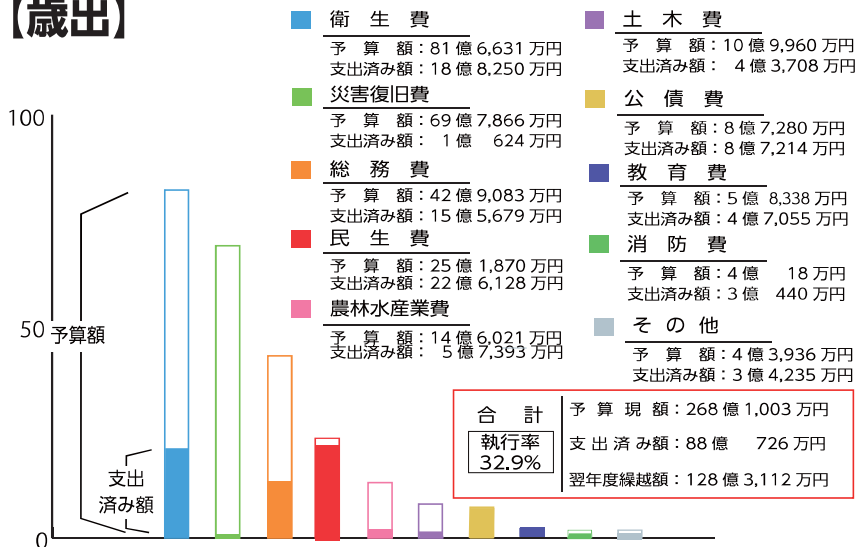 【歳出】
衛生費
予算額：81億6,631万円
支出済み額：18億8,250万円
災害復旧費
予算額：69億7,866万円
支出済み額：1億624万円
総務費
予算額：42億9,083万円
支出済み額：15億5,679万円
民生費
予算額：25億1,870万円
支出済み額：22億6,128万円
農林水産業費
予算額：14億6,021万円
支出済み額：5億7,393万円
土木費
予算額：10億9,960万円
支出済み額：4億3,708万円
公債費
予算額：8億7,280万円
支出済み額：8億7,214万円
教育費
予算額：5億8,338万円
支出済み額：4億7,055万円
消防費
予算額：4億18万円
支出済み額：3億440万円
その他
予算額：4億3,936万円
支出済み額：3億4,235万円
100
50
0
予算額
支出
済み額
合計
執行率
32.9%
予算現額：268億1,003万円
支出済み額：88億726万円
翌年度繰越額：128億3,112万円